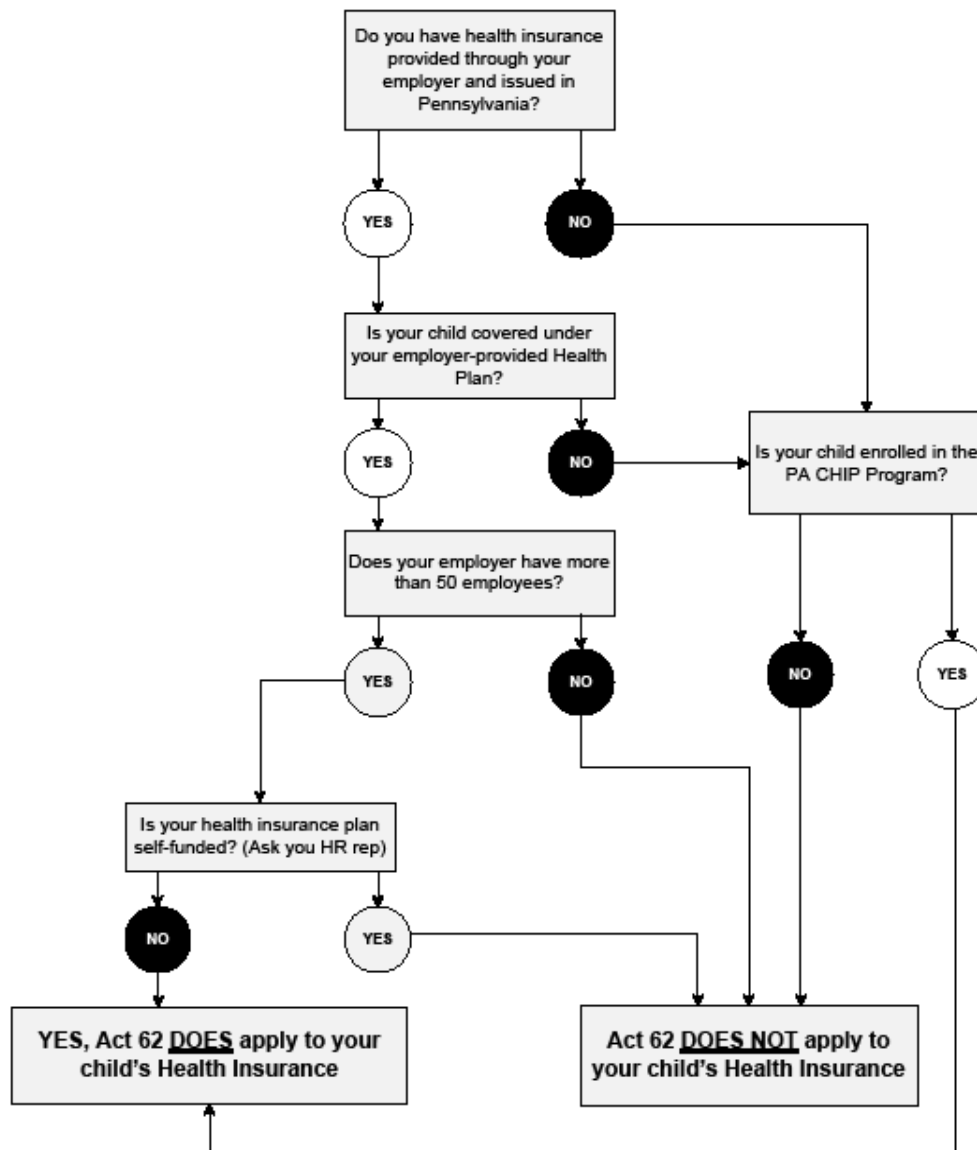 Do you have health insurance
provided through your
employer and issued in
Pennsylvania?
YES
NO
Is your child covered under
your employer-provided Health
Plan?
YES
NO
Is your child enrolled in the
PA CHIP Program?
Does your employer have more
than 50 employees?
YES
NO
NO
YES
Is your health insurance plan
self-funded? (Ask you HR rep)
NO
YES
YES, Act 62 DOES apply to your
child's Health Insurance
Act 62 DOES NOT apply to
your child's Health Insurance